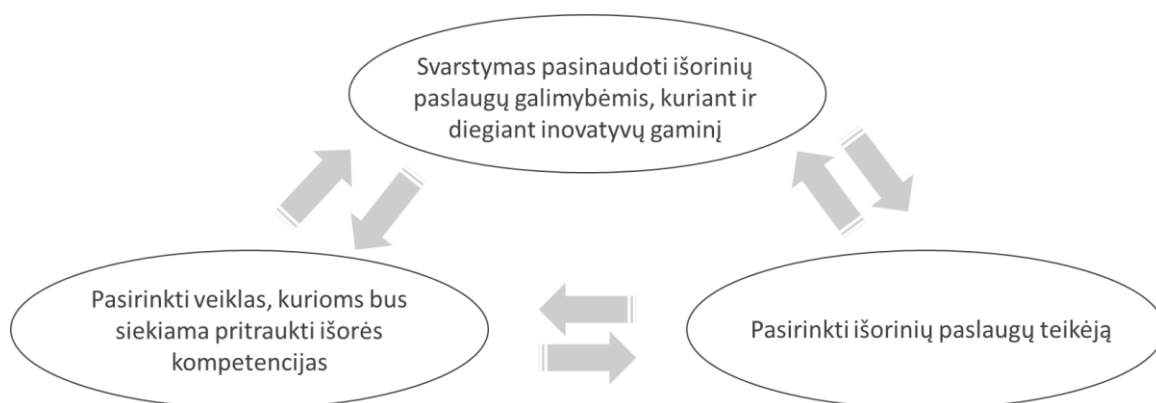 Svarstymas pasinaudoti išorinių
paslaugų galimybėmis, kuriant ir
diegiant inovatyvų gaminį
Pasirinkti veiklas, kurioms bus
siekiama pritraukti išorės
kompetencijas
Pasirinkti išorinių paslaugų teikėją